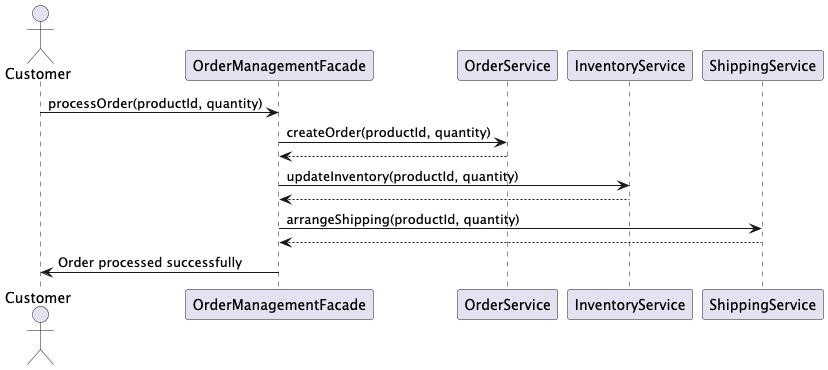 Customer
OrderManagementFacade
OrderService
InventoryService
ShippingService
processOrder(productId, quantity)
createOrder(productId, quantity)
updateInventory(productId, quantity)
arrangeShipping(productId, quantity)
Order processed successfully
Customer
OrderManagementFacade
OrderService
InventoryService
ShippingService